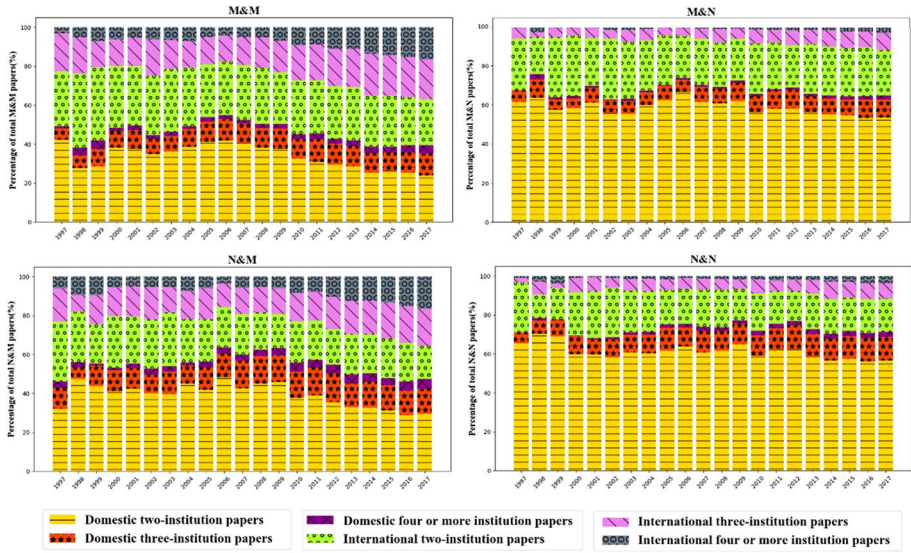 M&M
Percentage of total M&M papers(%)
100
80
60
40
20
0
1997 1998 1999 2000 2001 2002 2003 2004 2005 2006 2007 2008 2009 2010 2011 2012 2013 2014 2015 2016 2017
M&N
Percentage of total M&N papers(%)
100
80
60
40
20
0
1997 1998 1999 2000 2001 2002 2003 2004 2005 2006 2007 2008 2009 2010 2011 2012 2013 2014 2015 2016 2017
N&M
Percentage of total N&M papers(%)
100
80
60
40
20
0
1997 1998 1999 2000 2001 2002 2003 2004 2005 2006 2007 2008 2009 2010 2011 2012 2013 2014 2015 2016 2017
N&N
Percentage of total N&N papers(%)
100
80
60
40
20
0
1997 1998 1999 2000 2001 2002 2003 2004 2005 2006 2007 2008 2009 2010 2011 2012 2013 2014 2015 2016 2017
Domestic two-institution papers
Domestic three-institution papers
Domestic four or more institution papers
International two-institution papers
International three-institution papers
International four or more institution papers